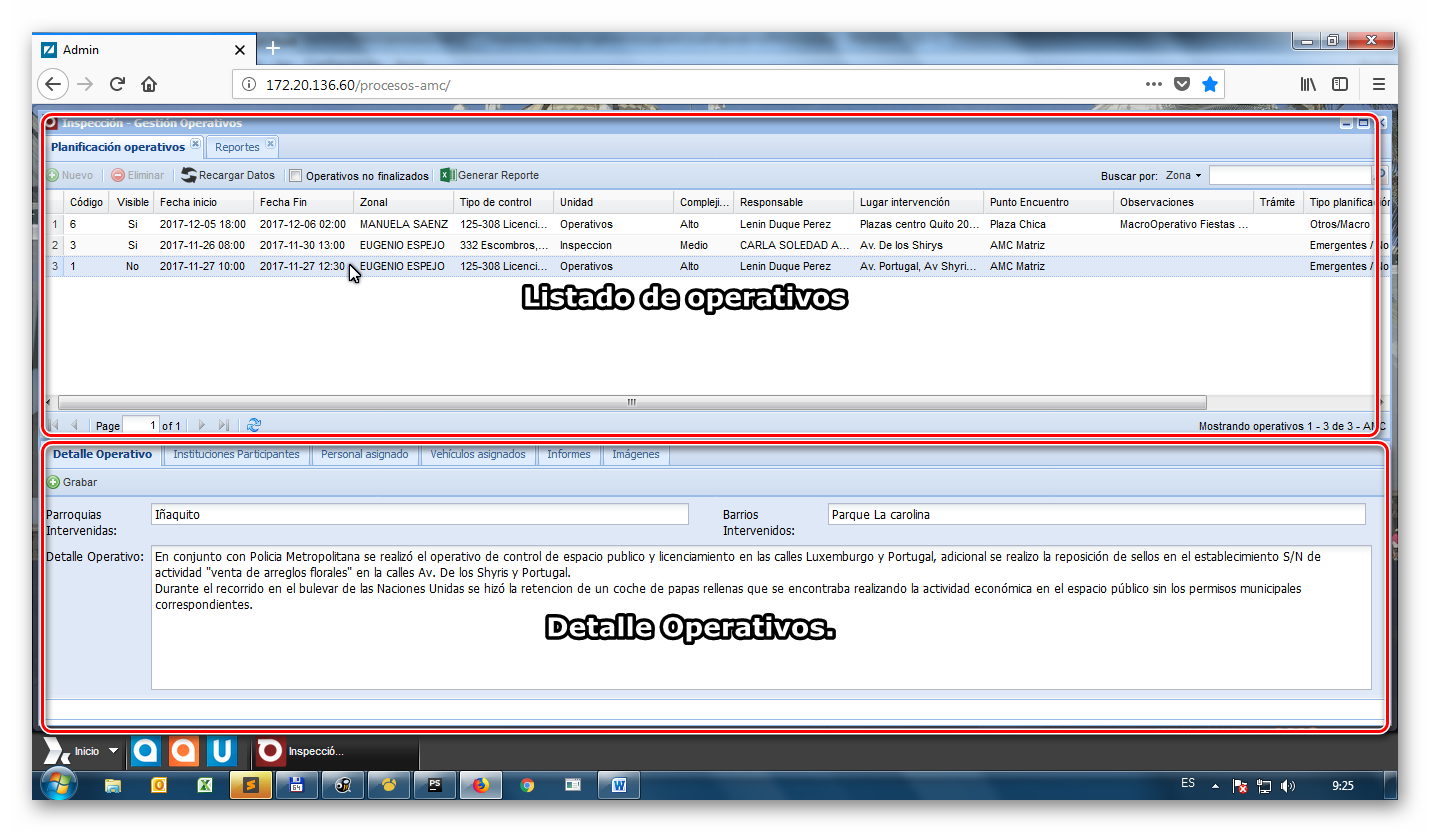 Admin
172.20.136.60/procesos-amc/
Inspección - Gestión Operativos
Planificación operativos Reportes
Nuevo Eliminar Recargar Datos Operativos no finalizados Generar Reporte Buscar por: Zona
Código Visible Fecha inicio Fecha Fin Zonal Tipo de control Unidad Compleji... Responsable Lugar intervención Punto Encuentro Observaciones Trámite Tipo planificación
1 6 Si 2017-12-05 18:00 2017-12-06 02:00 MANUELA SAENZ 125-308 Licenci... Operativos Alto Lenin Duque Perez Plazas centro Quito 20... Plaza Chica MacroOperativo Fiestas ... Otros/Macro
2 3 Si 2017-11-26 08:00 2017-11-30 13:00 EUGENIO ESPEJO 332 Escombros,... Inspeccion Medio CARLA SOLEDAD A... Av. De los Shirys AMC Matriz Emergentes / No
3 1 No 2017-11-27 10:00 2017-11-27 12:30 EUGENIO ESPEJO 125-308 Licenci... Operativos Alto Lenin Duque Perez Av. Portugal, Av Shyri... AMC Matriz Emergentes / No
Listado de operativos
Page 1 of 1 Mostrando operativos 1 - 3 de 3 - AMC
Detalle Operativo Instituciones Participantes Personal asignado Vehículos asignados Informes Imágenes
Grabar
Parroquias Intervenidas: Iñaquito Barrios Intervenidos: Parque La carolina
Detalle Operativo: En conjunto con Policia Metropolitana se realizó el operativo de control de espacio publico y licenciamiento en las calles Luxemburgo y Portugal, adicional se realizo la reposición de sellos en el establecimiento S/N de
actividad "venta de arreglos florales" en la calles Av. De los Shyris y Portugal.
Durante el recorrido en el bulevar de las Naciones Unidas se hizó la retencion de un coche de papas rellenas que se encontraba realizando la actividad económica en el espacio público sin los permisos municipales
correspondientes.
Detalle Operativos.
Inicio Inspecció...
ES 9:25